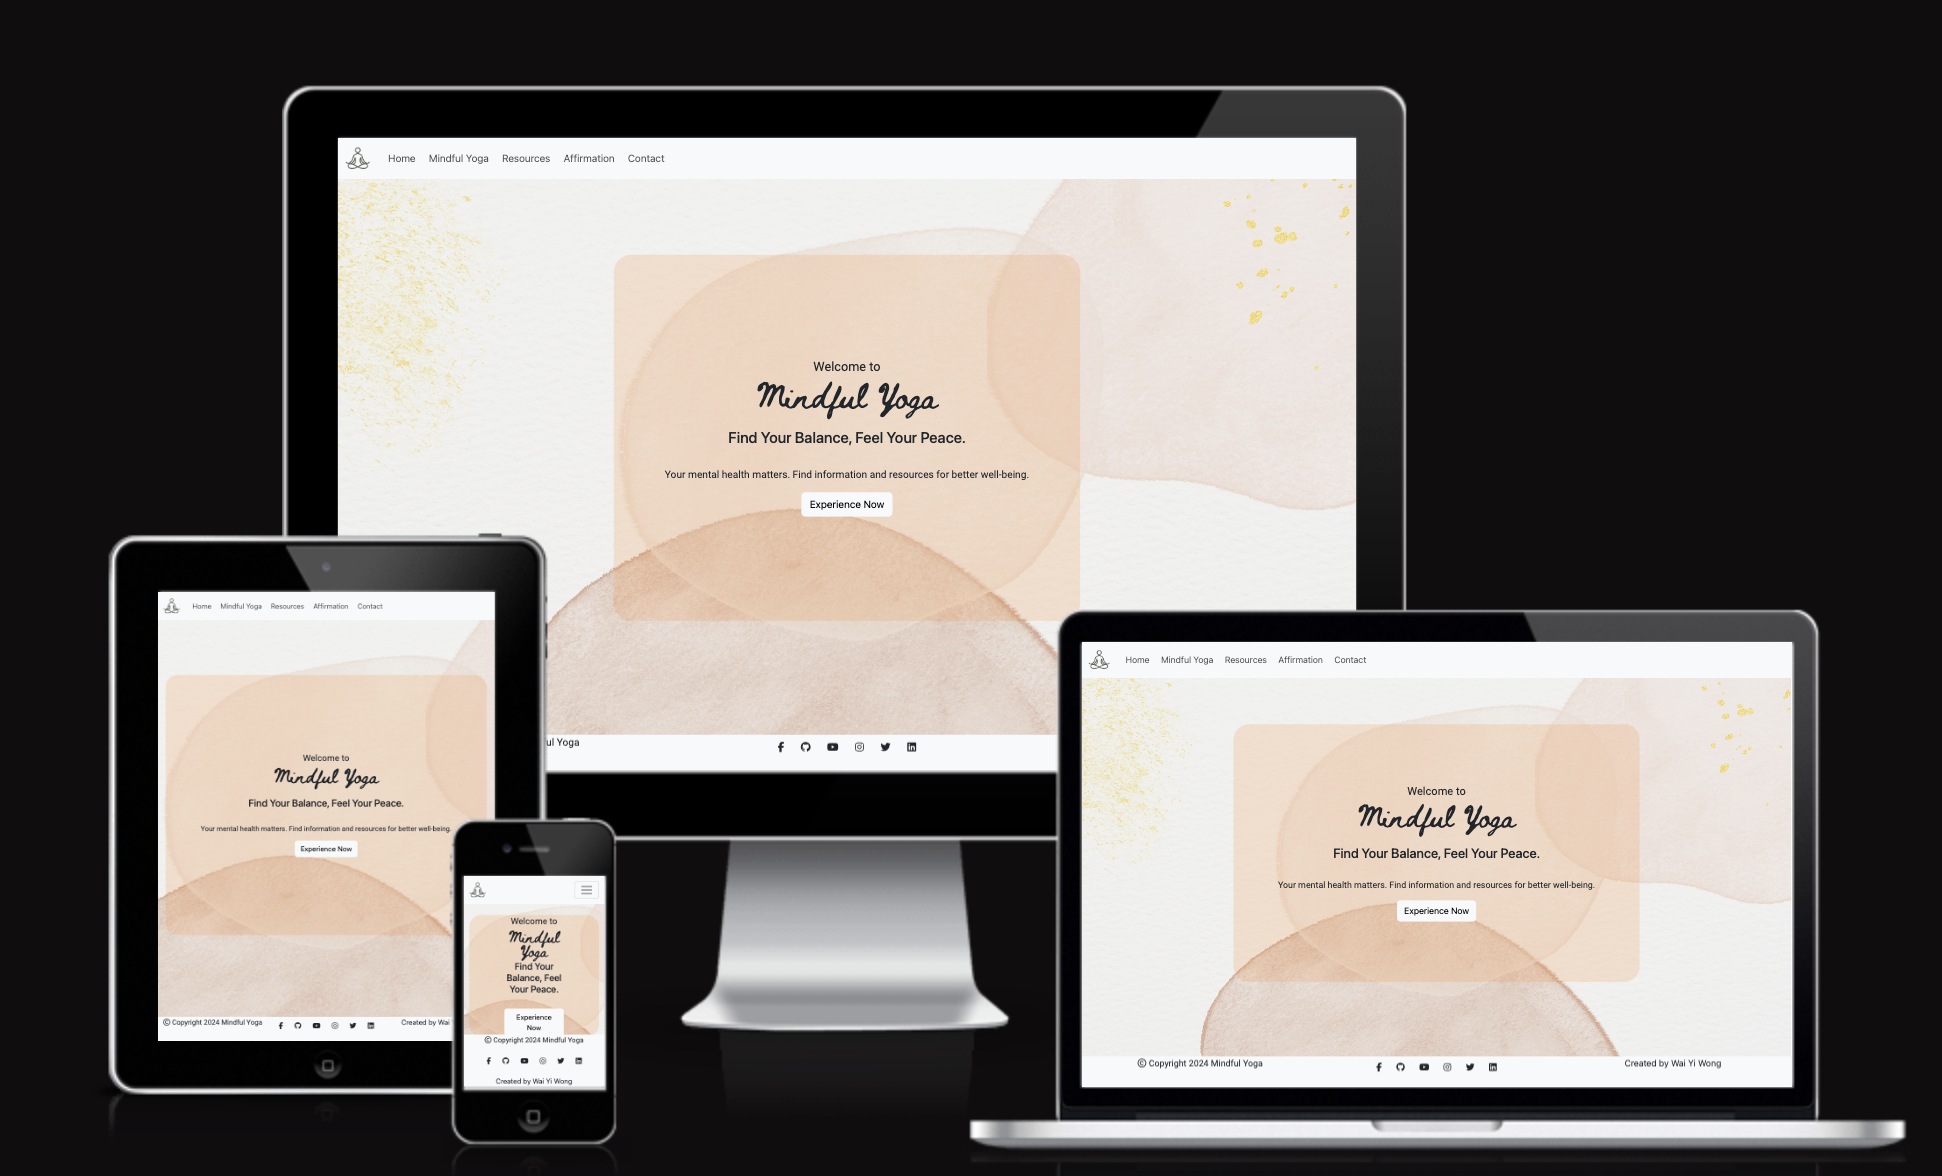 Home Mindful Yoga Resources Affirmation Contact
Welcome to
Mindful Yoga
Find Your Balance, Feel Your Peace.
Your mental health matters. Find information and resources for better well-being.
Experience Now
ul Yoga
Home Mindful Yoga Resources Affirmation Contact
Welcome to
Mindful Yoga
Find Your Balance, Feel Your Peace.
Your mental health matters. Find information and resources for better well-being.
Experience Now
© Copyright 2024 Mindful Yoga
Created by Wai
Welcome to
Mindful
Yoga
Find Your
Balance, Feel
Your Peace.
Experience
Now
© Copyright 2024 Mindful Yoga
Created by Wai Yi Wong
Home Mindful Yoga Resources Affirmation Contact
Welcome to
Mindful Yoga
Find Your Balance, Feel Your Peace.
Your mental health matters. Find information and resources for better well-being.
Experience Now
© Copyright 2024 Mindful Yoga
Created by Wai Yi Wong